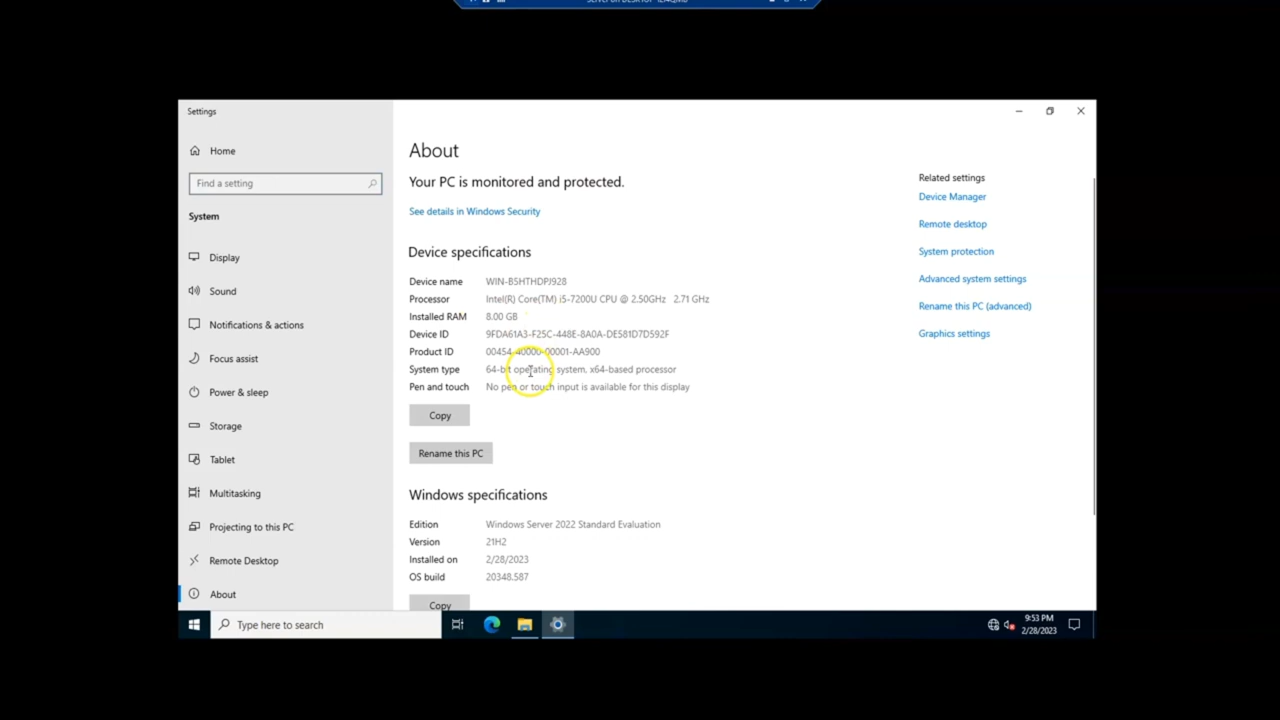 Settings
Home
Find a setting
System
Display
Sound
Notifications & actions
Focus assist
Power & sleep
Storage
Tablet
Multitasking
Projecting to this PC
Remote Desktop
About
About
Your PC is monitored and protected.
See details in Windows Security
Device specifications
Device name WIN-B5HTHDPJ928
Processor Intel(R) Core(TM) i5-7200U CPU @ 2.50GHz 2.71 GHz
Installed RAM 8.00 GB
Device ID 9FDA61A3-F25C-448E-8A0A-DE581D7D592F
Product ID 00454-40000-00001-AA900
System type 64-bit operating system, x64-based processor
Pen and touch No pen or touch input is available for this display
Copy
Rename this PC
Windows specifications
Edition Windows Server 2022 Standard Evaluation
Version 21H2
Installed on 2/28/2023
OS build 20348.587
Copy
Related settings
Device Manager
Remote desktop
System protection
Advanced system settings
Rename this PC (advanced)
Graphics settings
Type here to search
9:53 PM
2/28/2023